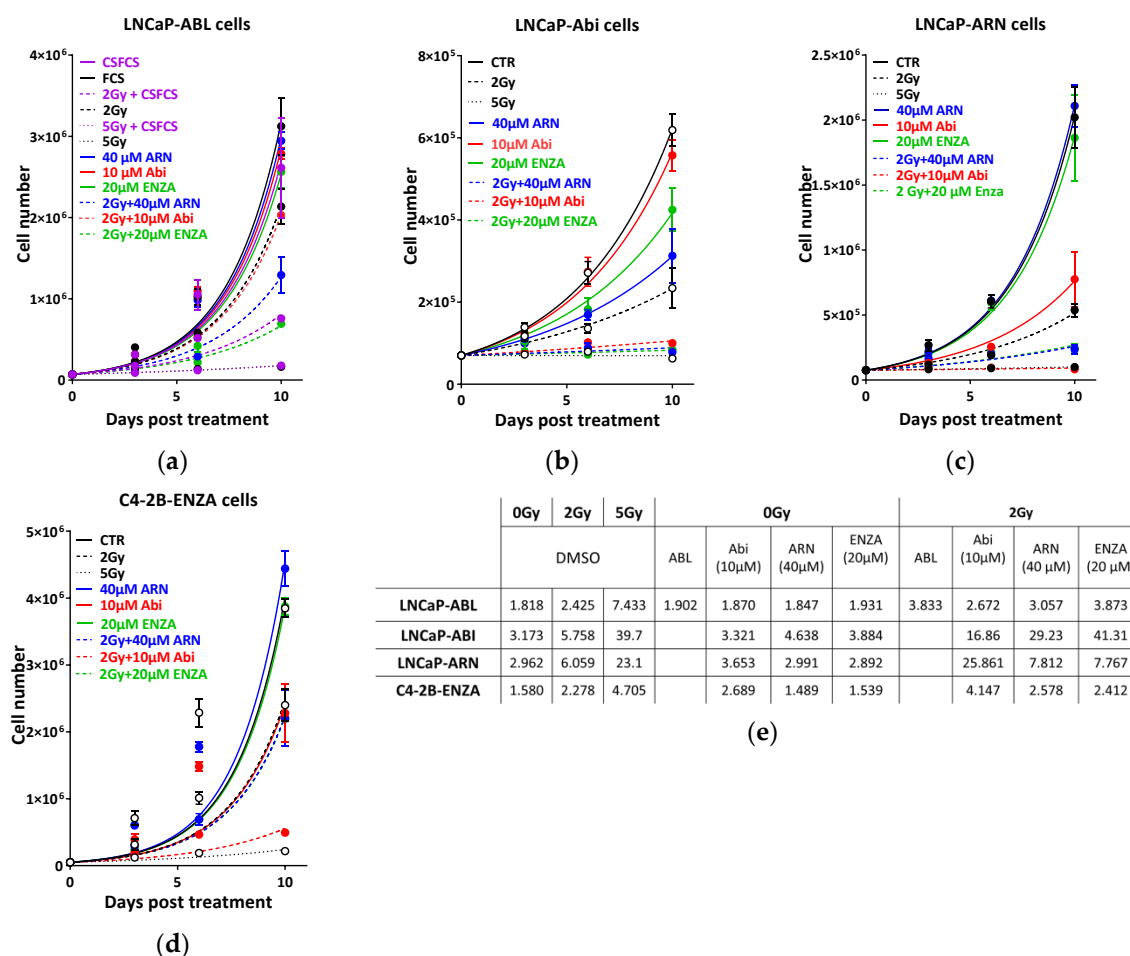 LNCaP-ABL cells
4×10⁶
3×10⁶
2×10⁶
1×10⁶
0
Cell number
CSFCS
FCS
2Gy + CSFCS
2Gy
5Gy + CSFCS
5Gy
40 µM ARN
10 µM Abi
20µM ENZA
2Gy+40µM ARN
2Gy+10µM Abi
2Gy+20µM ENZA
0 5 10
Days post treatment
(a)
LNCaP-Abi cells
8×10⁵
6×10⁵
4×10⁵
2×10⁵
0
Cell number
CTR
2Gy
5Gy
40µM ARN
10µM Abi
20µM ENZA
2Gy+40µM ARN
2Gy+10µM Abi
2Gy+20µM ENZA
0 5 10
Days post treatment
(b)
LNCaP-ARN cells
2.5×10⁶
2.0×10⁶
1.5×10⁶
1.0×10⁶
5.0×10⁵
0
Cell number
CTR
2Gy
5Gy
40µM ARN
10µM Abi
20µM ENZA
2Gy+40µM ARN
2Gy+10µM Abi
2 Gy+20 µM Enza
0 5 10
Days post treatment
(c)
C4-2B-ENZA cells
5×10⁶
4×10⁶
3×10⁶
2×10⁶
1×10⁶
0
Cell number
CTR
2Gy
5Gy
40µM ARN
10µM Abi
20µM ENZA
2Gy+40µM ARN
2Gy+10µM Abi
2Gy+20µM ENZA
0 5 10
Days post treatment
(d)
0Gy 2Gy 5Gy 0Gy 2Gy
DMSO ABL Abi (10µM) ARN (40µM) ENZA (20µM) ABL Abi (10µM) ARN (40 µM) ENZA (20 µM)
LNCaP-ABL 1.818 2.425 7.433 1.902 1.870 1.847 1.931 3.833 2.672 3.057 3.873
LNCaP-ABI 3.173 5.758 39.7 3.321 4.638 3.884 16.86 29.23 41.31
LNCaP-ARN 2.962 6.059 23.1 3.653 2.991 2.892 25.861 7.812 7.767
C4-2B-ENZA 1.580 2.278 4.705 2.689 1.489 1.539 4.147 2.578 2.412
(e)